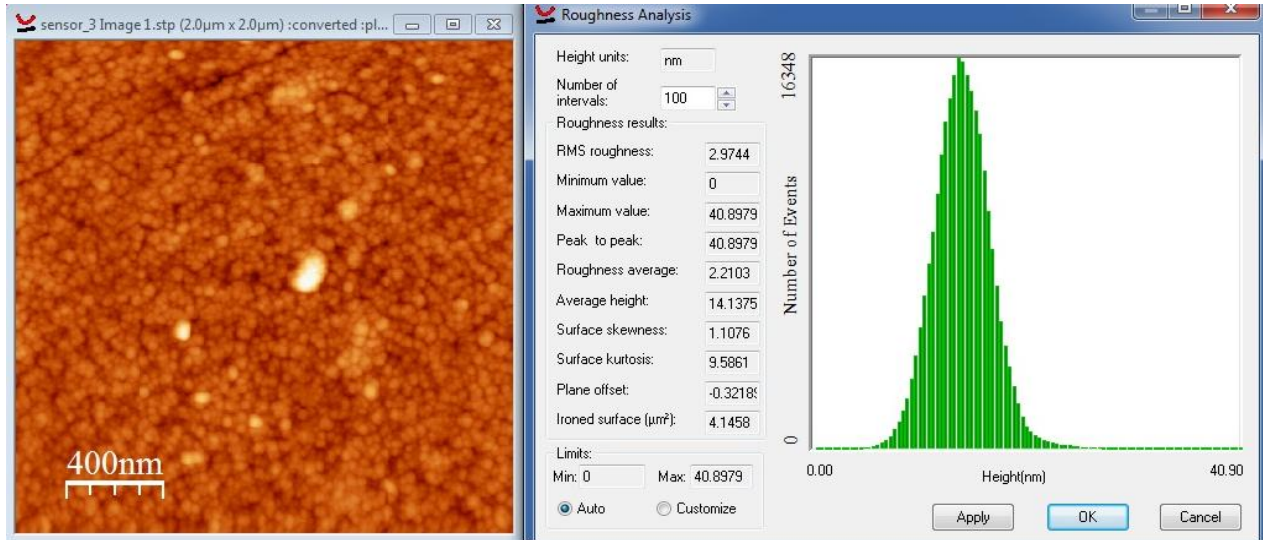 sensor_3 Image 1.stp (2.0µm x 2.0µm) :converted :pl...
400nm
Roughness Analysis
Height units: nm
Number of
intervals: 100
Roughness results:
RMS roughness: 2.9744
Minimum value: 0
Maximum value: 40.8979
Peak to peak: 40.8979
Roughness average: 2.2103
Average height: 14.1375
Surface skewness: 1.1076
Surface kurtosis: 9.5861
Plane offset: -0.3218
Ironed surface (µm²): 4.1458
Limits:
Min: 0 Max: 40.8979
Auto Customize
16348
Number of Events
0
0.00 Height(nm) 40.90
Apply OK Cancel